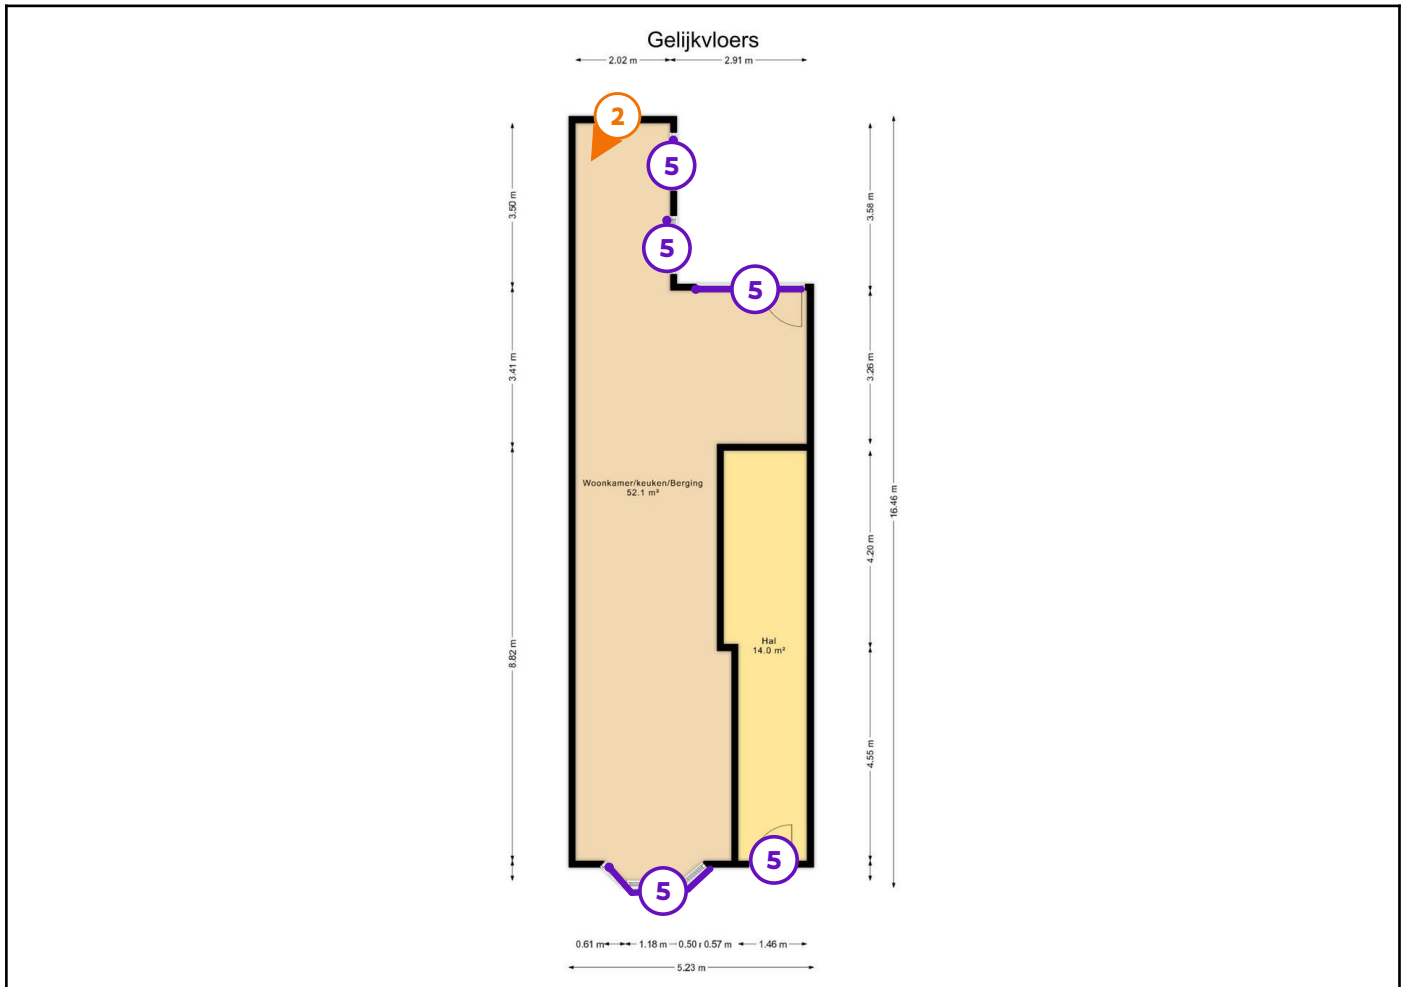 Gelijkvloers
2.02 m
2.91 m
2
5
5
5
3.50 m
3.58 m
3.41 m
3.26 m
Woonkamer/keuken/Berging
52.1 m²
16.46 m
4.20 m
Hal
14.0 m²
8.82 m
4.55 m
5
5
0.61 m
1.18 m
0.50 m
0.57 m
1.46 m
5.23 m